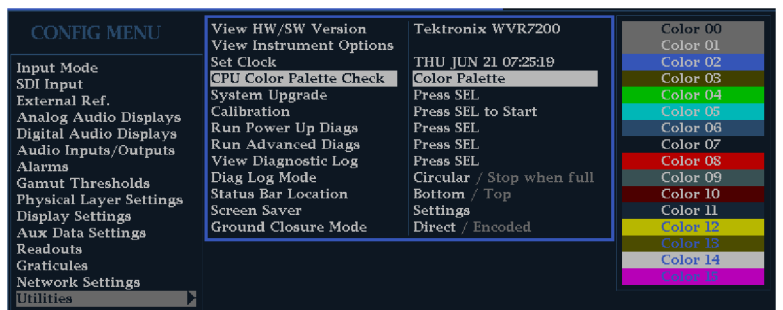 CONFIG MENU
Input Mode
SDI Input
External Ref.
Analog Audio Displays
Digital Audio Displays
Audio Inputs/Outputs
Alarms
Gamut Thresholds
Physical Layer Settings
Display Settings
Aux Data Settings
Readouts
Graticules
Network Settings
Utilities
View HW/SW Version Tektronix WVR7200
View Instrument Options
Set Clock THU JUN 21 07:25:19
CPU Color Palette Check Color Palette
System Upgrade Press SEL
Calibration Press SEL to Start
Run Power Up Diags Press SEL
Run Advanced Diags Press SEL
View Diagnostic Log Press SEL
Diag Log Mode Circular / Stop when full
Status Bar Location Bottom / Top
Screen Saver Settings
Ground Closure Mode Direct / Encoded
Color 00
Color 01
Color 02
Color 03
Color 04
Color 05
Color 06
Color 07
Color 08
Color 09
Color 10
Color 11
Color 12
Color 13
Color 14
Color 15